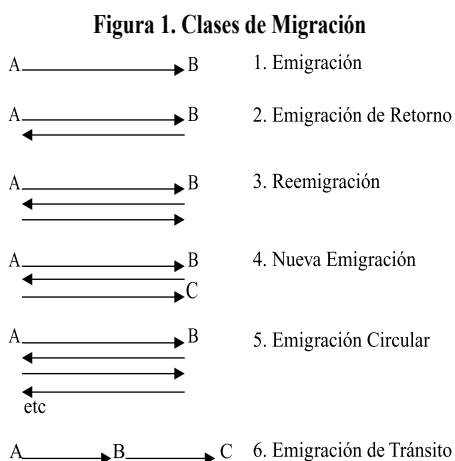 Figura 1. Clases de Migración
A B 1. Emigración
A B 2. Emigración de Retorno
A B 3. Reemigración
A B 4. Nueva Emigración
C
A B 5. Emigración Circular
etc
A B C 6. Emigración de Tránsito